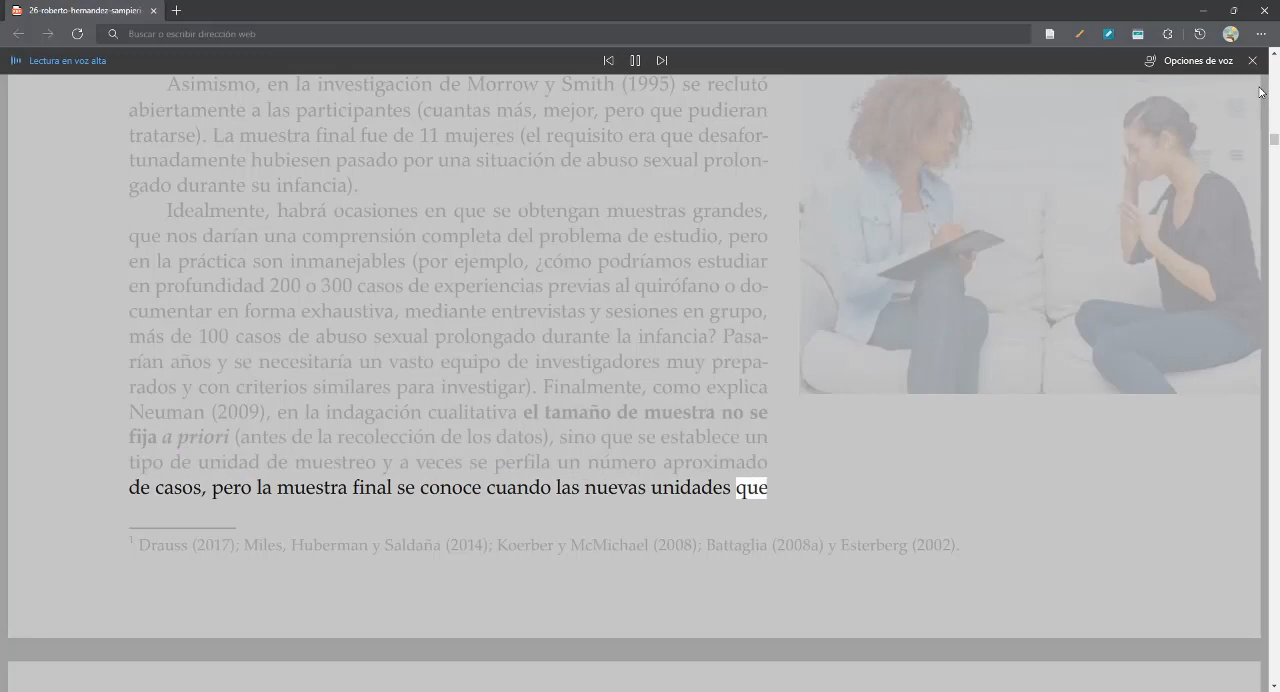 26-roberto-hernandez-sampieri-
Buscar o escribir dirección web
Lectura en voz alta
Opciones de voz
Asimismo, en la investigación de Morrow y Smith (1995) se reclutó
abiertamente a las participantes (cuantas más, mejor, pero que pudieran
tratarse). La muestra final fue de 11 mujeres (el requisito era que desafor-
tunadamente hubiesen pasado por una situación de abuso sexual prolon-
gado durante su infancia).
Idealmente, habrá ocasiones en que se obtengan muestras grandes,
que nos darían una comprensión completa del problema de estudio, pero
en la práctica son inmanejables (por ejemplo, ¿cómo podríamos estudiar
en profundidad 200 o 300 casos de experiencias previas al quirófano o do-
cumentar en forma exhaustiva, mediante entrevistas y sesiones en grupo,
más de 100 casos de abuso sexual prolongado durante la infancia? Pasa-
rían años y se necesitaría un vasto equipo de investigadores muy prepa-
rados y con criterios similares para investigar). Finalmente, como explica
Neuman (2009), en la indagación cualitativa el tamaño de muestra no se
fija a priori (antes de la recolección de los datos), sino que se establece un
tipo de unidad de muestreo y a veces se perfila un número aproximado
de casos, pero la muestra final se conoce cuando las nuevas unidades que
1 Drauss (2017); Miles, Huberman y Saldaña (2014); Koerber y McMichael (2008); Battaglia (2008a) y Esterberg (2002).